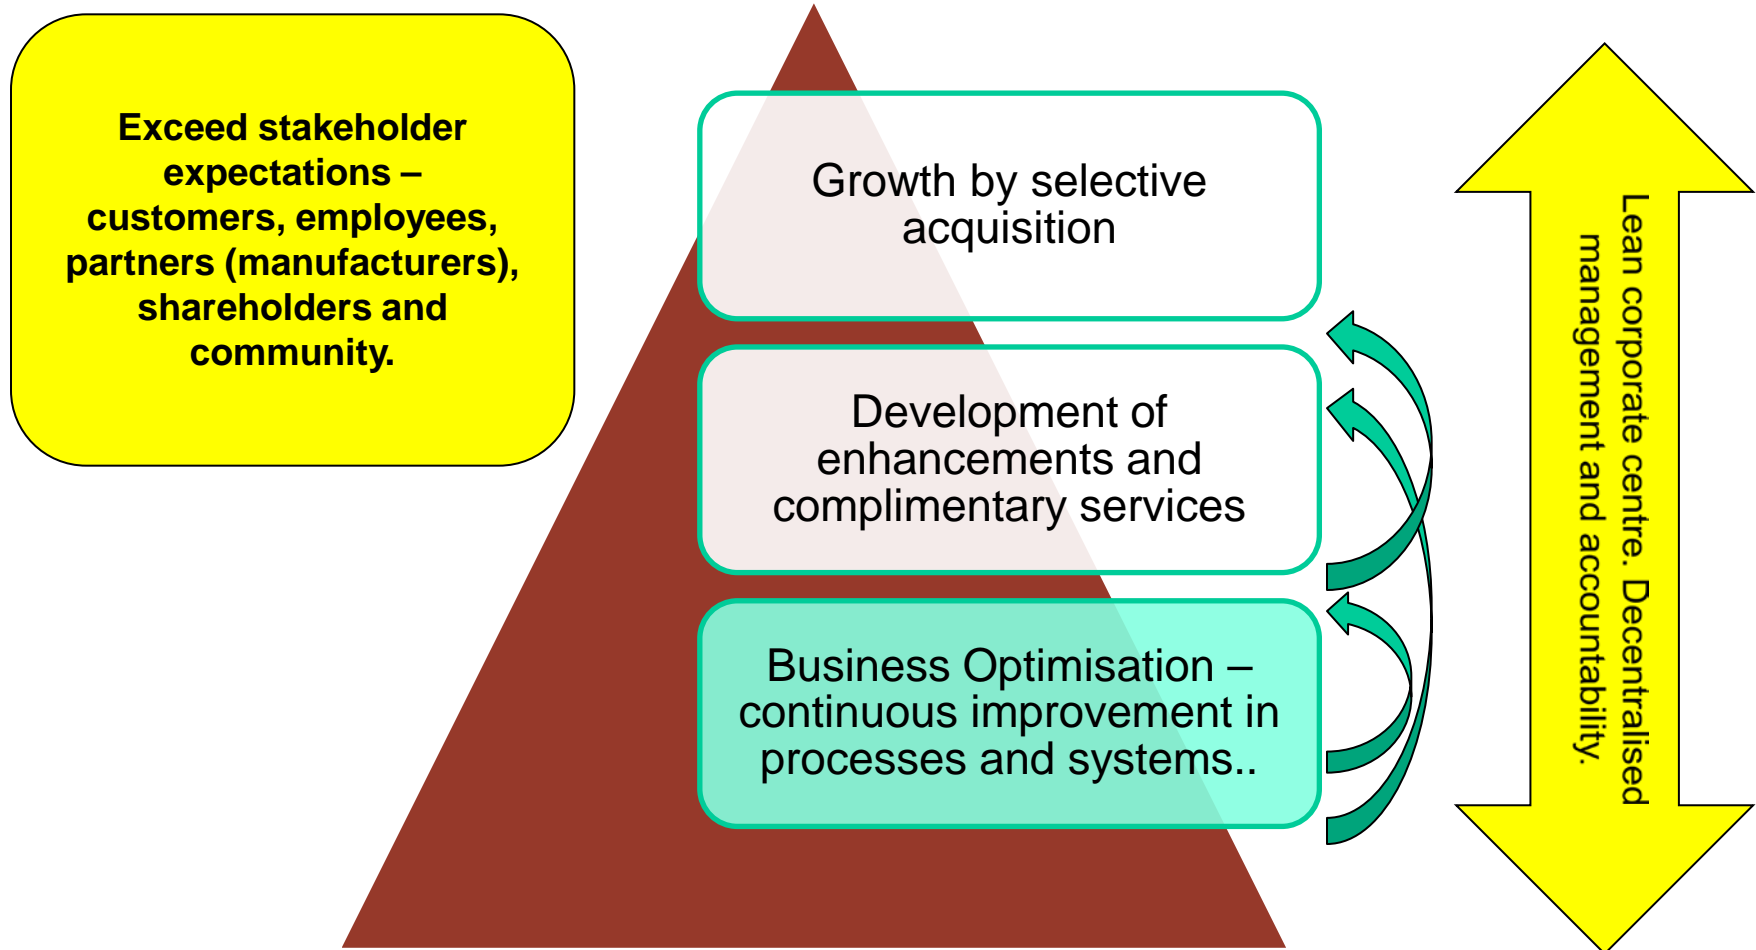 Exceed stakeholder
expectations –
customers, employees,
partners (manufacturers),
shareholders and
community.
Growth by selective
acquisition
Development of
enhancements and
complimentary services
Business Optimisation –
continuous improvement in
processes and systems..
Lean corporate centre. Decentralised
management and accountability.